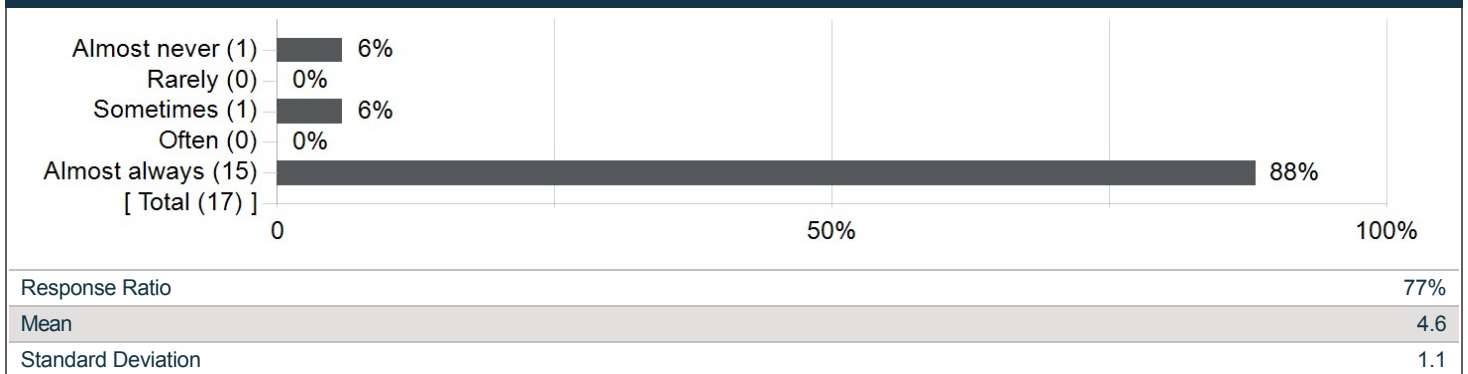 Almost never (1) 6%
Rarely (0) 0%
Sometimes (1) 6%
Often (0) 0%
Almost always (15) 88%
[ Total (17) ]
0 50% 100%
Response Ratio 77%
Mean 4.6
Standard Deviation 1.1